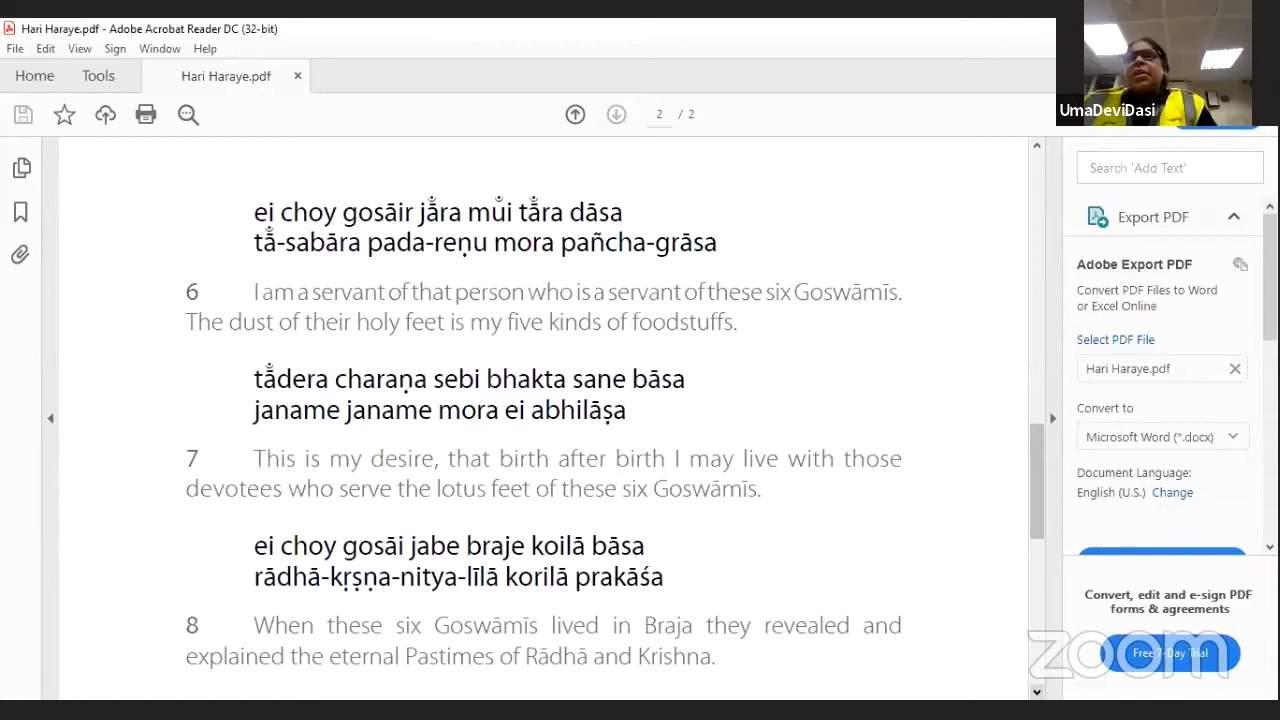 Hari Haraye.pdf - Adobe Acrobat Reader DC (32-bit)
File Edit View Sign Window Help
Home Tools Hari Haraye.pdf ×
2 / 2
UmaDeviDasi
Search 'Add Text'
Export PDF
Adobe Export PDF
Convert PDF Files to Word
or Excel Online
Select PDF File
Hari Haraye.pdf
Convert to
Microsoft Word (*.docx)
Document Language:
English (U.S.) Change
Convert, edit and e-sign PDF
forms & agreements
Free 7-Day Trial
zoom
ei choy gosāir jā̐ra mui̐ tā̐ra dāsa
tā̐-sabāra pada-reṇu mora pañcha-grāsa
6 I am a servant of that person who is a servant of these six Goswāmīs.
The dust of their holy feet is my five kinds of foodstuffs.
tā̐dera charaṇa sebi bhakta sane bāsa
janame janame mora ei abhilāṣa
7 This is my desire, that birth after birth I may live with those
devotees who serve the lotus feet of these six Goswāmīs.
ei choy gosāi jabe braje koilā bāsa
rādhā-kṛṣṇa-nitya-līlā korilā prakāśa
8 When these six Goswāmīs lived in Braja they revealed and
explained the eternal Pastimes of Rādhā and Krishna.